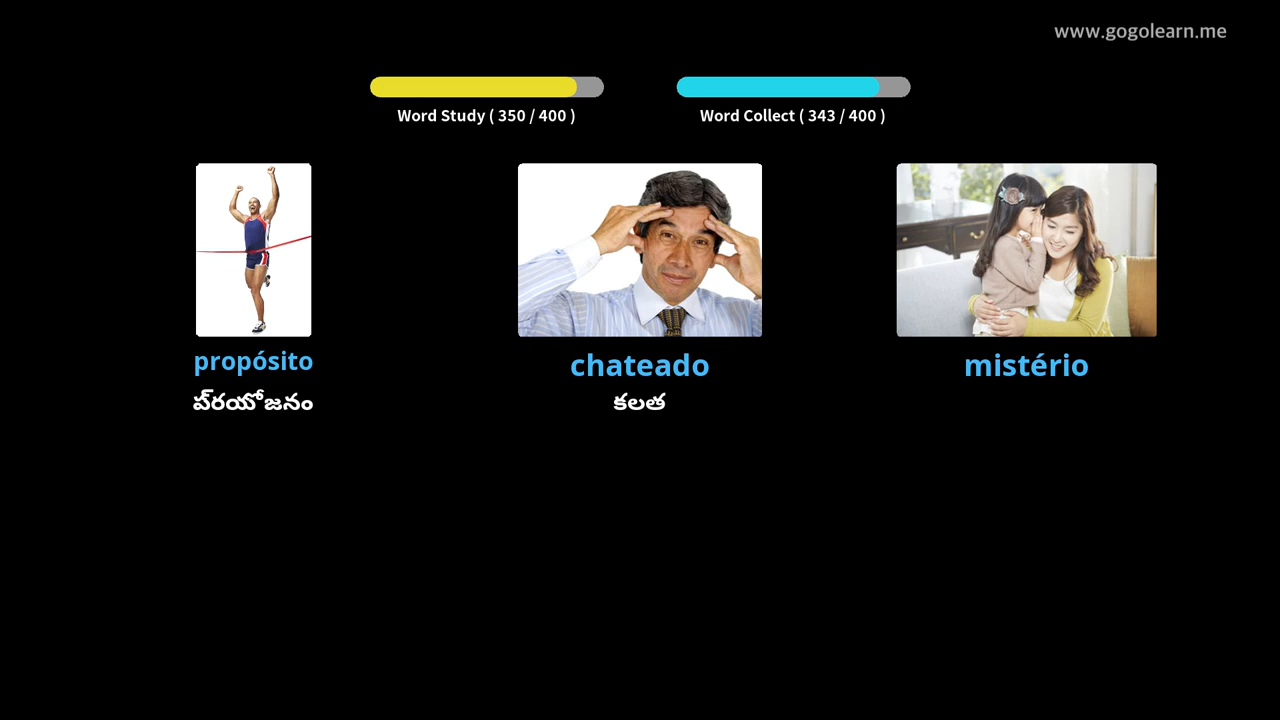 www.gogolearn.me
Word Study ( 350 / 400 )
Word Collect ( 343 / 400 )
propósito
chateado
mistério
ప్రయోజనం
కలత